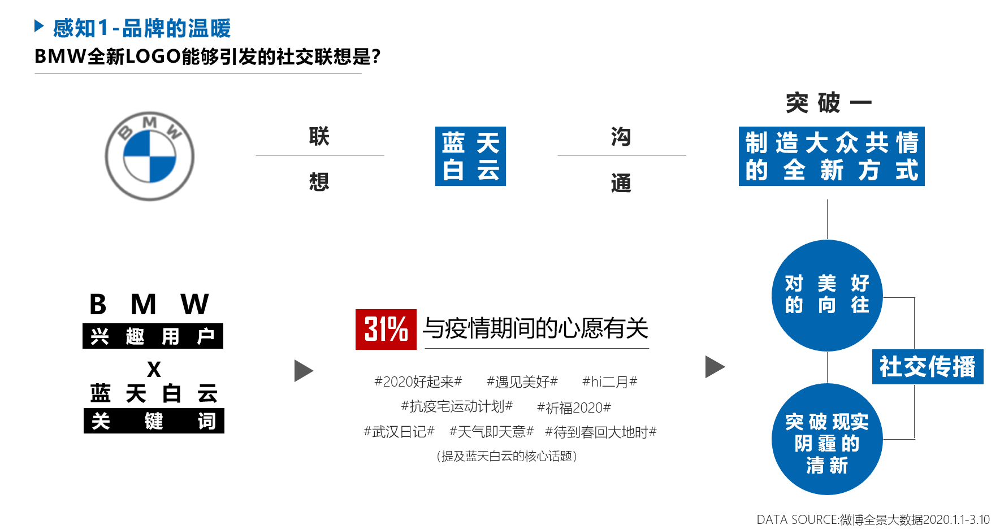 感知1-品牌的温暖
BMW全新LOGO能够引发的社交联想是？
BMW
联想
蓝天
白云
沟通
突破一
制造大众共情
的全新方式
对美好
的向往
BMW
兴趣用户
X
蓝天白云
关键词
31% 与疫情期间的心愿有关
#2020好起来# #遇见美好# #hi二月#
#抗疫宅运动计划# #祈福2020#
#武汉日记# #天气即天意# #待到春回大地时#
（提及蓝天白云的核心话题）
社交传播
突破现实
阴霾的
清新
DATA SOURCE:微博全景大数据2020.1.1-3.10